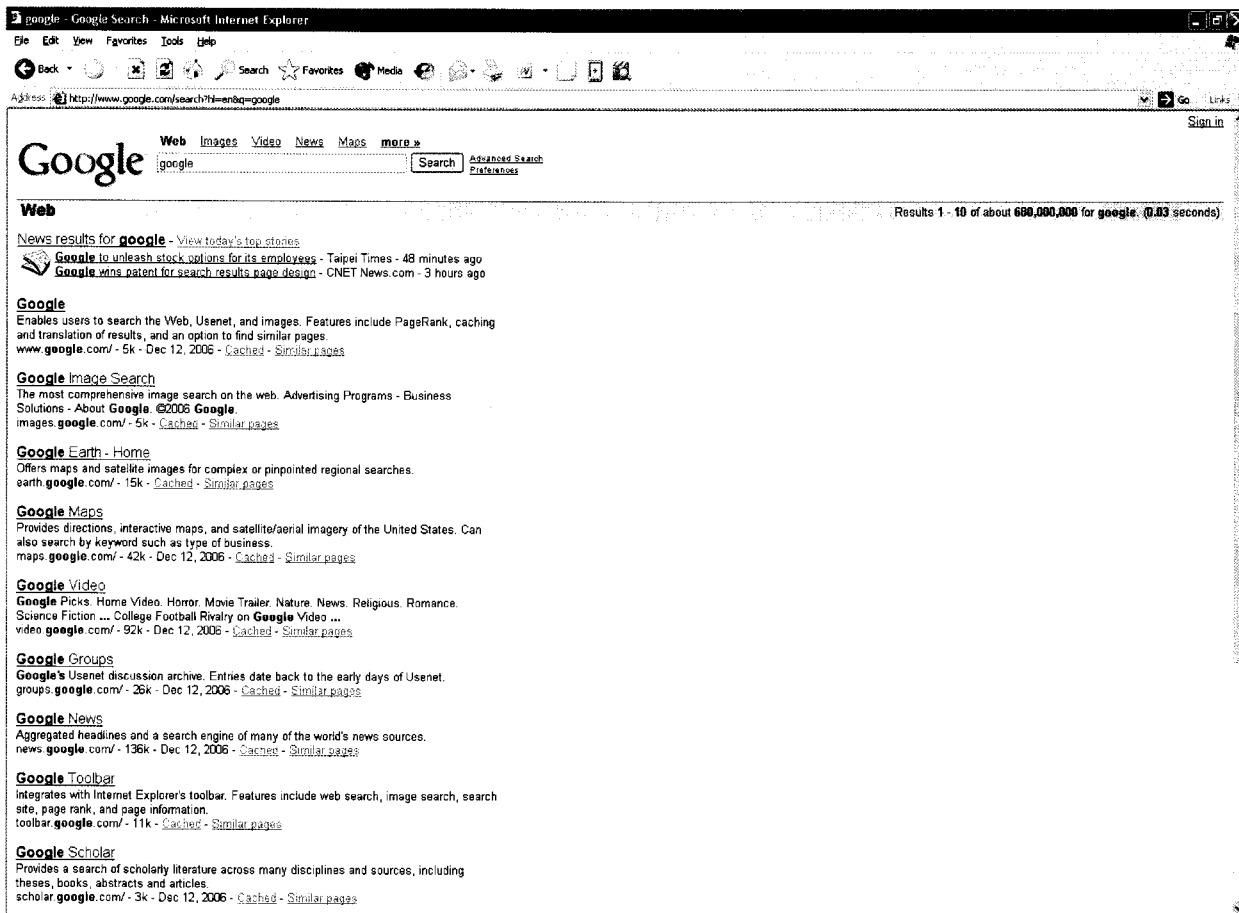 google - Google Search - Microsoft Internet Explorer
File Edit View Favorites Tools Help
Back Search Favorites Media
Address http://www.google.com/search?hl=en&q=google Go Links
Sign in
Web Images Video News Maps more »
Google google Search Advanced Search
Preferences
Web Results 1 - 10 of about 680,000,000 for google. (0.03 seconds)
News results for google - View today's top stories
Google to unleash stock options for its employees - Taipei Times - 48 minutes ago
Google wins patent for search results page design - CNET News.com - 3 hours ago
Google
Enables users to search the Web, Usenet, and images. Features include PageRank, caching
and translation of results, and an option to find similar pages.
www.google.com/ - 5k - Dec 12, 2006 - Cached - Similar pages
Google Image Search
The most comprehensive image search on the web. Advertising Programs - Business
Solutions - About Google. ©2006 Google.
images.google.com/ - 5k - Cached - Similar pages
Google Earth - Home
Offers maps and satellite images for complex or pinpointed regional searches.
earth.google.com/ - 15k - Cached - Similar pages
Google Maps
Provides directions, interactive maps, and satellite/aerial imagery of the United States. Can
also search by keyword such as type of business.
maps.google.com/ - 42k - Dec 12, 2006 - Cached - Similar pages
Google Video
Google Picks. Home Video. Horror. Movie Trailer. Nature. News. Religious. Romance.
Science Fiction ... College Football Rivalry on Google Video ...
video.google.com/ - 92k - Dec 12, 2006 - Cached - Similar pages
Google Groups
Google's Usenet discussion archive. Entries date back to the early days of Usenet.
groups.google.com/ - 26k - Dec 12, 2006 - Cached - Similar pages
Google News
Aggregated headlines and a search engine of many of the world's news sources.
news.google.com/ - 136k - Dec 12, 2006 - Cached - Similar pages
Google Toolbar
Integrates with Internet Explorer's toolbar. Features include web search, image search, search
site, page rank, and page information.
toolbar.google.com/ - 11k - Cached - Similar pages
Google Scholar
Provides a search of scholarly literature across many disciplines and sources, including
theses, books, abstracts and articles.
scholar.google.com/ - 3k - Dec 12, 2006 - Cached - Similar pages